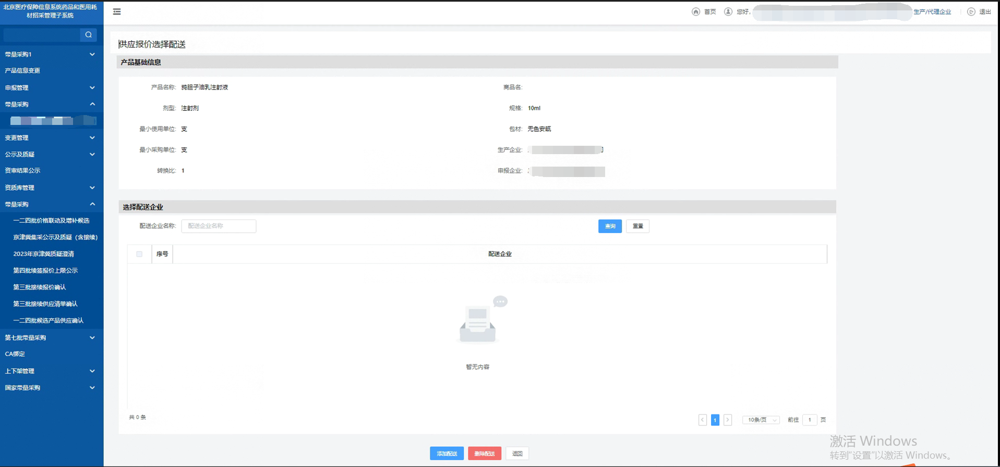 北京医疗保障信息系统药品和医用耗
材招采管理子系统
首页
您好,
生产/代理企业
退出
带量采购1
产品信息变更
申报管理
带量采购
变更管理
公示及质疑
资审结果公示
资质库管理
带量采购
一二四批价格联动及增补候选
京津冀集采公示及质疑（含接续）
2023年京津冀质疑澄清
第四批续签报价上限公示
第三批接续报价确认
第三批接续供应清单确认
一二四批候选产品供应确认
第七批带量采购
CA绑定
上下架管理
国家带量采购
供应报价选择配送
产品基础信息
产品名称: 鸦胆子油乳注射液
商品名:
剂型: 注射剂
规格: 10ml
最小使用单位: 支
包材: 无色安瓿
最小采购单位: 支
生产企业:
转换比: 1
申报企业:
选择配送企业
配送企业名称: 配送企业名称
查询
重置
序号
配送企业
暂无内容
共 0 条
1
10条/页
前往 1 页
添加配送
删除配送
返回
激活 Windows
转到"设置"以激活 Windows。